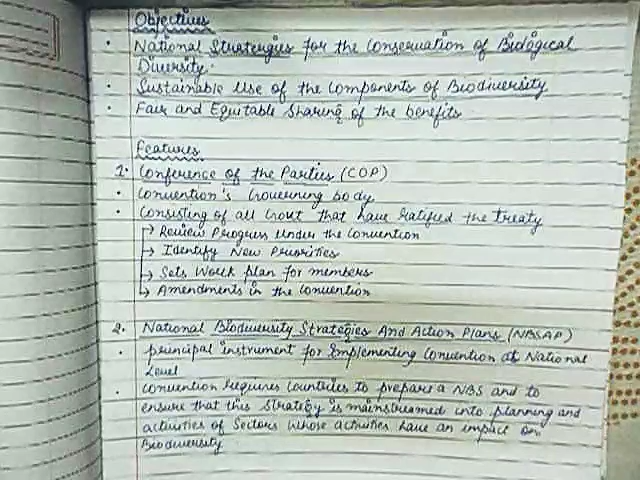 Objectives
• National Strategies for the Conservation of Biological
Diversity.
• Sustainable Use of the Components of Biodiversity
• Fair and Equitable Sharing of the benefits
Features
1. Conference of the Parties (COP)
• Convention's Governing body
• Consisting of all Govt that have ratified the treaty
→ Review Progress Under the Convention
→ Identify New Priorities
→ Sets Work plan for members
→ Amendments in the Convention
2. National Biodiversity Strategies And Action Plans (NBSAP)
• principal instrument for Implementing Convention at National
Level
• Convention requires Countries to prepare a NBS and to
ensure that this Strategy is mainstreamed into planning and
activities of Sectors whose activities have an impact on
Biodiversity